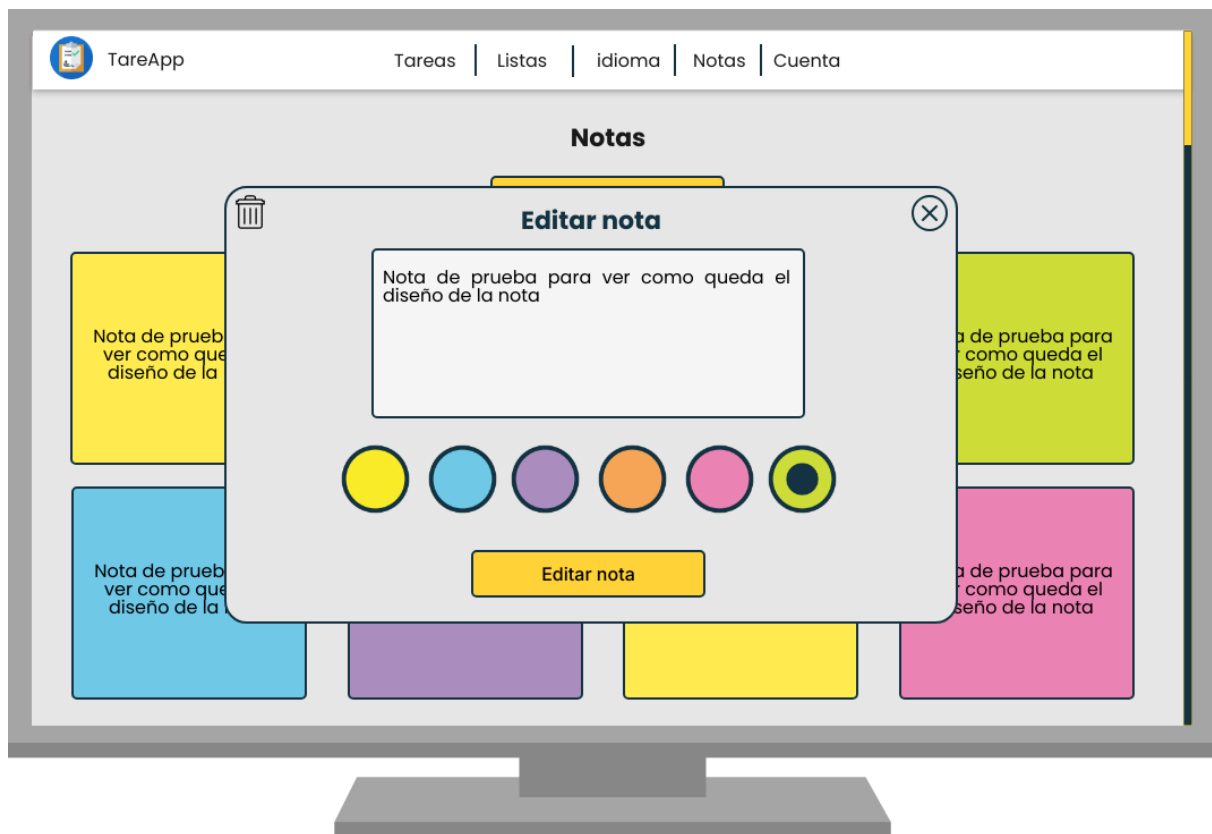 TareApp
Tareas
Listas
idioma
Notas
Cuenta
Notas
Editar nota
Nota de prueba para ver como queda el
diseño de la nota
Nota de prueb
ver como que
diseño de la
de prueba para
como queda el
seño de la nota
Nota de prueb
ver como que
diseño de la
de prueba para
como queda el
seño de la nota
Editar nota